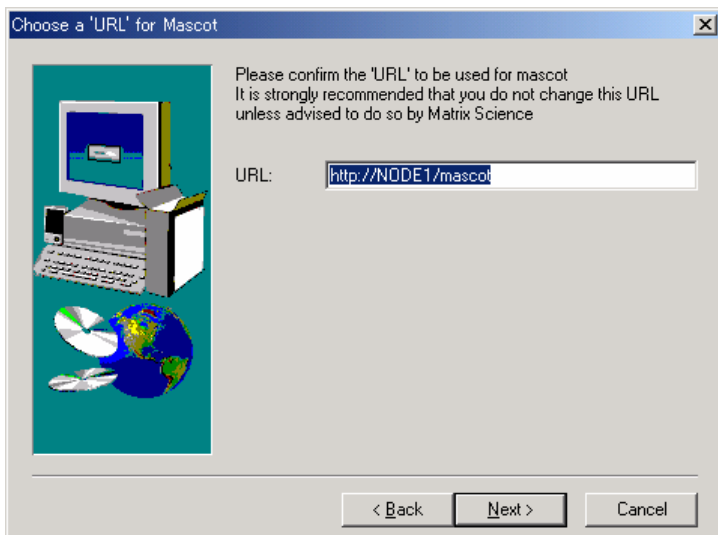 Choose a 'URL' for Mascot
Please confirm the 'URL' to be used for mascot
It is strongly recommended that you do not change this URL
unless advised to do so by Matrix Science
URL:
http://NODE1/mascot
< Back
Next >
Cancel